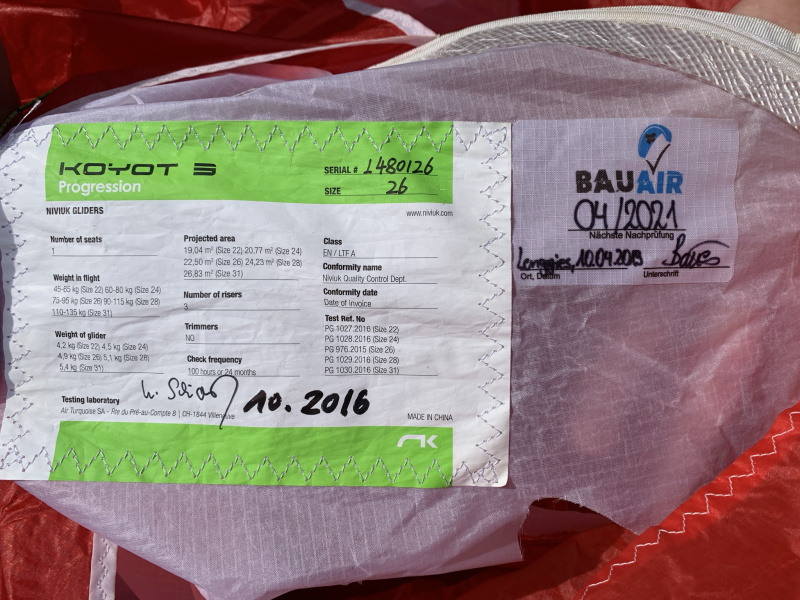 KOYOT 3
Progression
SERIAL # L480126
SIZE 26
NIVIUK GLIDERS
www.niviuk.com
Number of seats
1
Weight in flight
45-65 kg (Size 22) 60-80 kg (Size 24)
75-95 kg (Size 26) 90-115 kg (Size 28)
110-135 kg (Size 31)
Weight of glider
4,2 kg (Size 22) 4,5 kg (Size 24)
4,9 kg (Size 26) 5,1 kg (Size 28)
5,4 kg (Size 31)
Projected area
19,04 m² (Size 22) 20,77 m² (Size 24)
22,50 m² (Size 26) 24,23 m² (Size 28)
26,83 m² (Size 31)
Number of risers
3
Trimmers
NO
Check frequency
100 hours or 24 months
Class
EN / LTF A
Conformity name
Niviuk Quality Control Dept.
Conformity date
Date of Invoice
Test Ref. No
PG 1027.2016 (Size 22)
PG 1028.2016 (Size 24)
PG 976.2015 (Size 26)
PG 1029.2016 (Size 28)
PG 1030.2016 (Size 31)
10.2016
Testing laboratory
Air Turquoise SA - Rte du Pré-au-Compte 8 | CH-1844 Villeneuve
MADE IN CHINA
BAUAIR
04/2021
Nächste Nachprüfung
Lenggries, 10.04.2019
Ort, Datum Unterschrift